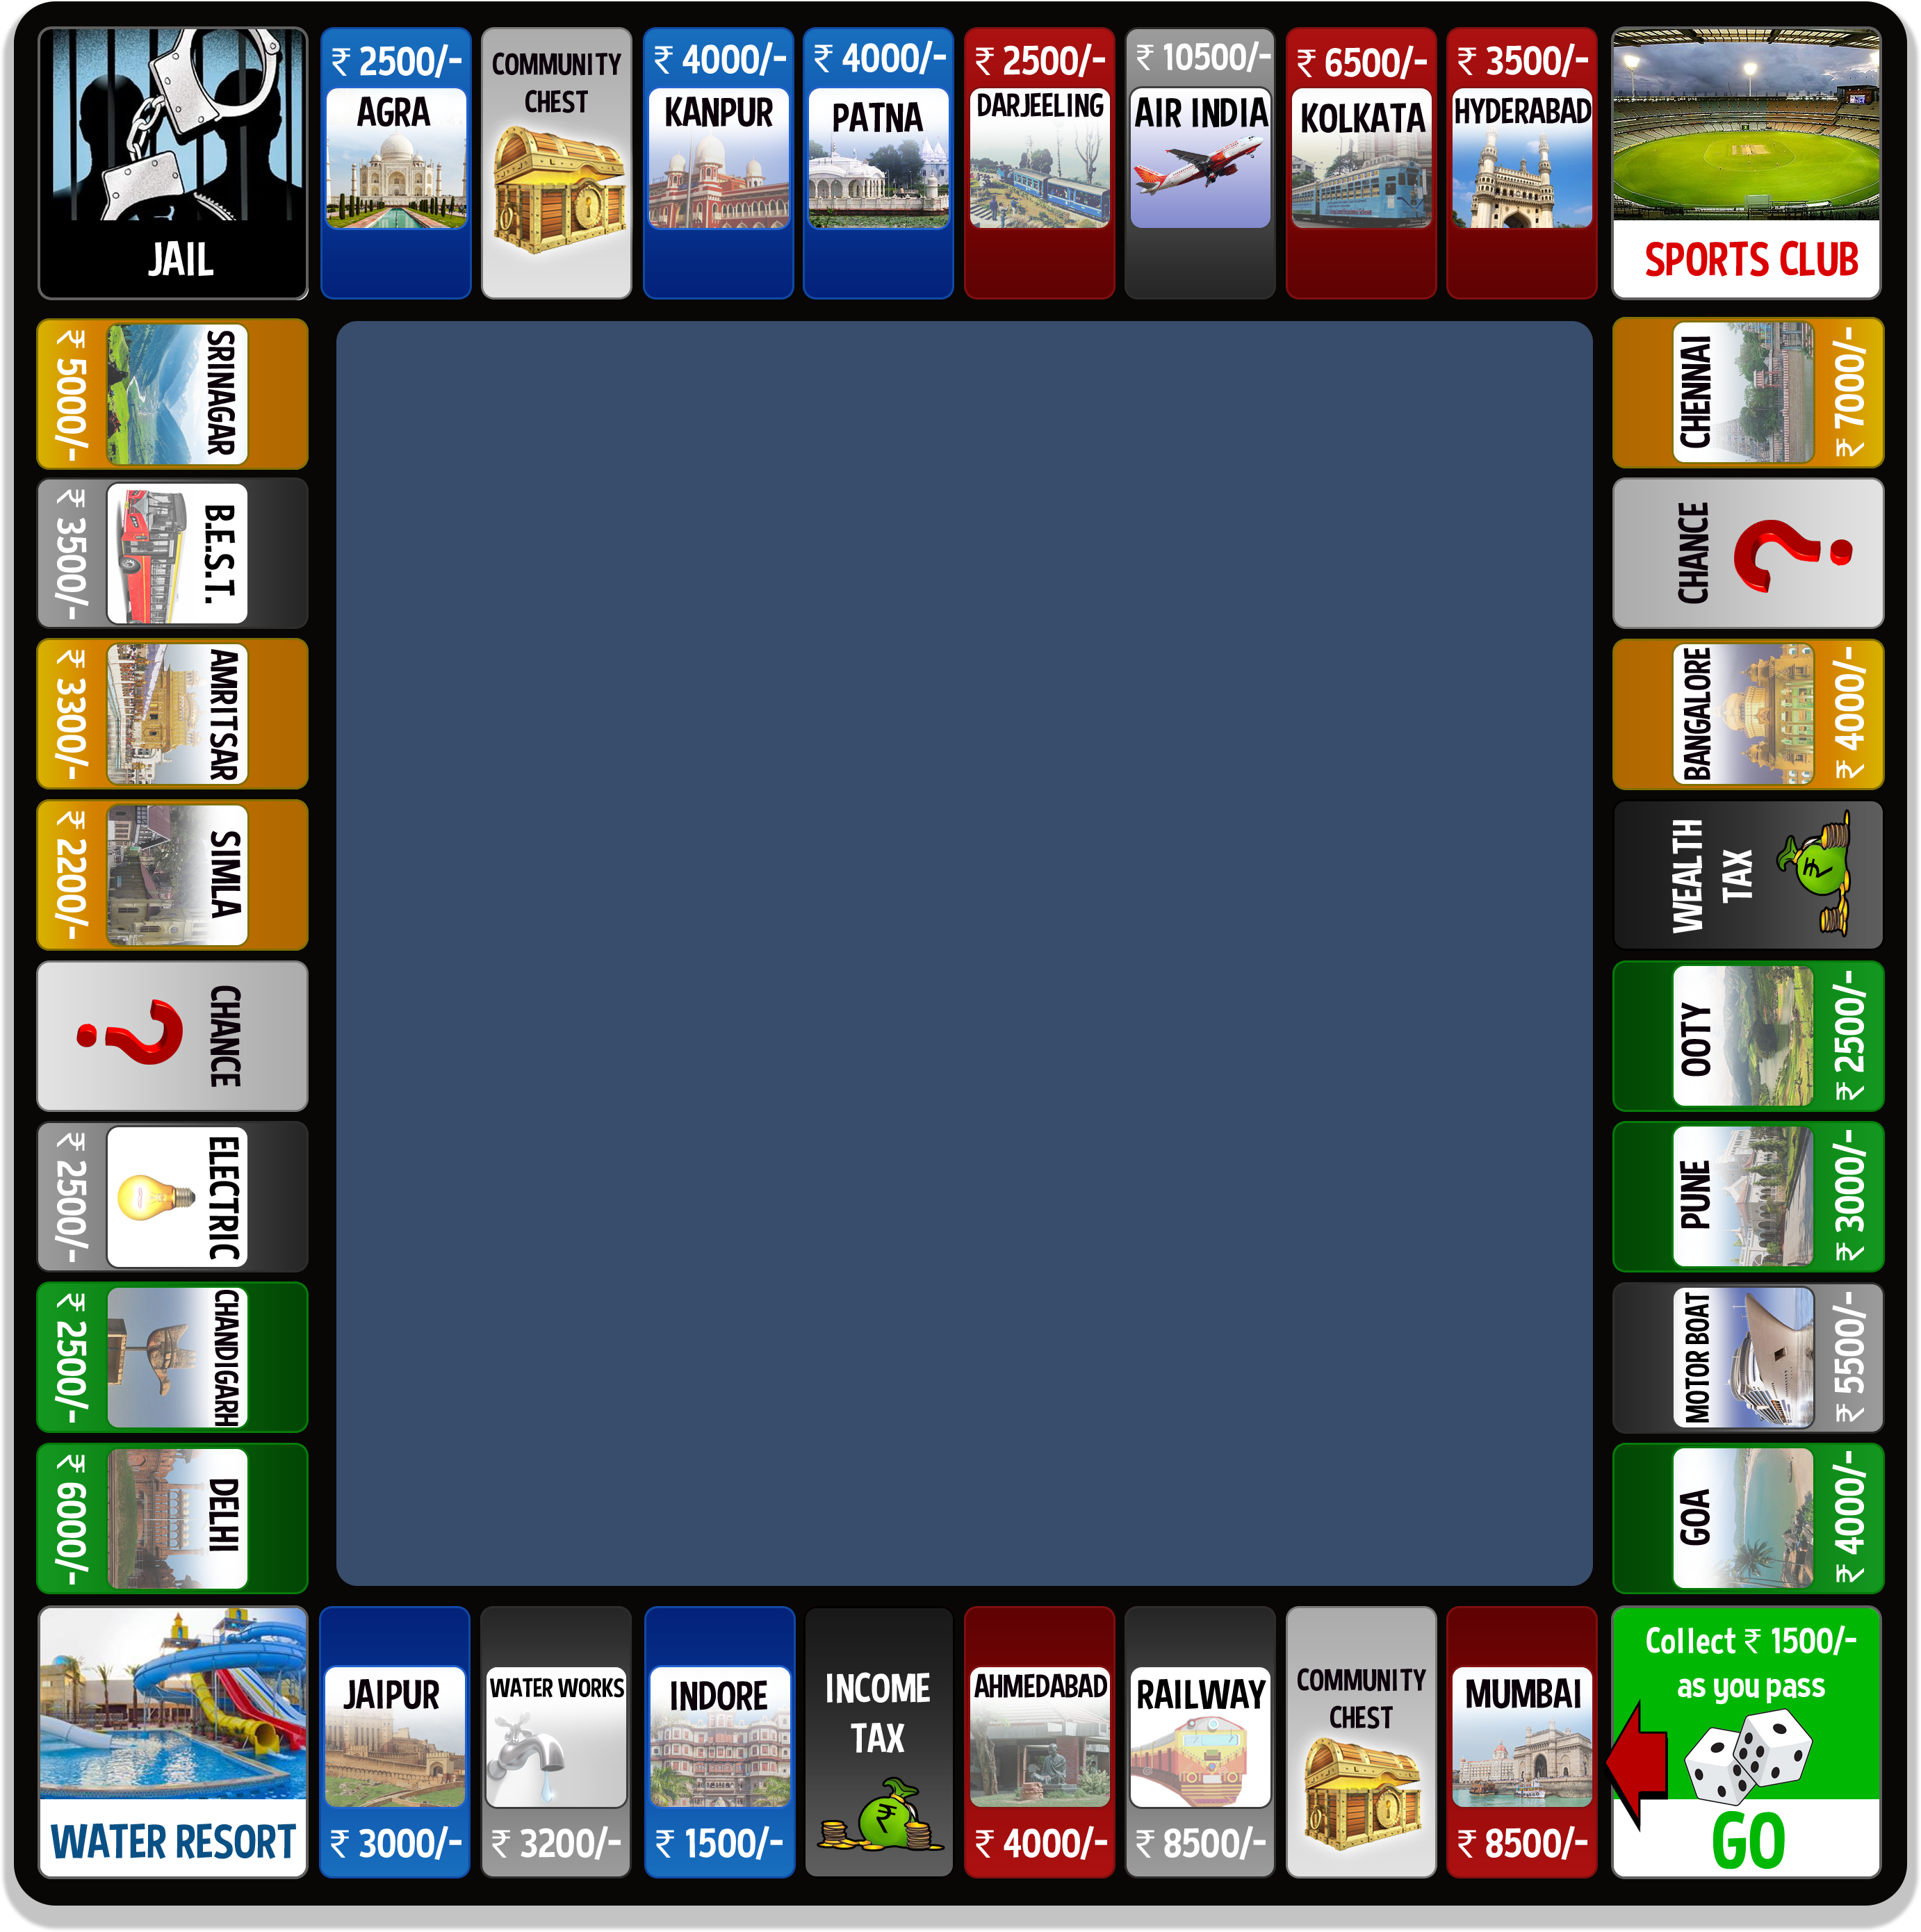 JAIL
₹ 2500/-
AGRA
COMMUNITY
CHEST
₹ 4000/-
KANPUR
₹ 4000/-
PATNA
₹ 2500/-
DARJEELING
₹ 10500/-
AIR INDIA
₹ 6500/-
KOLKATA
₹ 3500/-
HYDERABAD
SPORTS CLUB
₹ 7000/-
CHENNAI
CHANCE
?
₹ 4000/-
BANGALORE
WEALTH
TAX
₹
₹ 2500/-
OOTY
₹ 3000/-
PUNE
₹ 5500/-
MOTOR BOAT
₹ 4000/-
GOA
Collect ₹ 1500/-
as you pass
GO
MUMBAI
₹ 8500/-
COMMUNITY
CHEST
RAILWAY
₹ 8500/-
AHMEDABAD
₹ 4000/-
INCOME
TAX
₹
INDORE
₹ 1500/-
WATER WORKS
₹ 3200/-
JAIPUR
₹ 3000/-
WATER RESORT
DELHI
₹ 6000/-
CHANDIGARH
₹ 2500/-
ELECTRIC
₹ 2500/-
CHANCE
?
SIMLA
₹ 2200/-
AMRITSAR
₹ 3300/-
B.E.S.T.
₹ 3500/-
SRINAGAR
₹ 5000/-